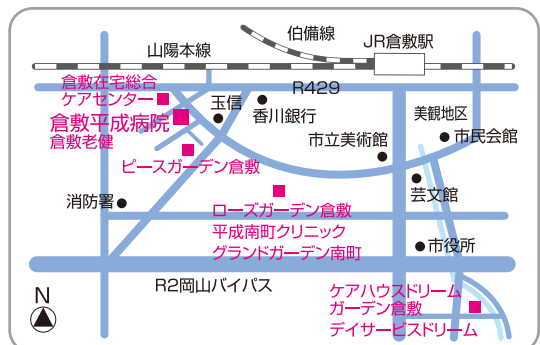 伯備線
JR倉敷駅
山陽本線
R429
倉敷在宅総合
ケアセンター
玉信
香川銀行
美観地区
倉敷平成病院
倉敷老健
市立美術館
市民会館
ピースガーデン倉敷
芸文館
消防署
ローズガーデン倉敷
平成南町クリニック
グランドガーデン南町
市役所
R2岡山バイパス
ケアハウスドリーム
ガーデン倉敷
デイサービスドリーム
N